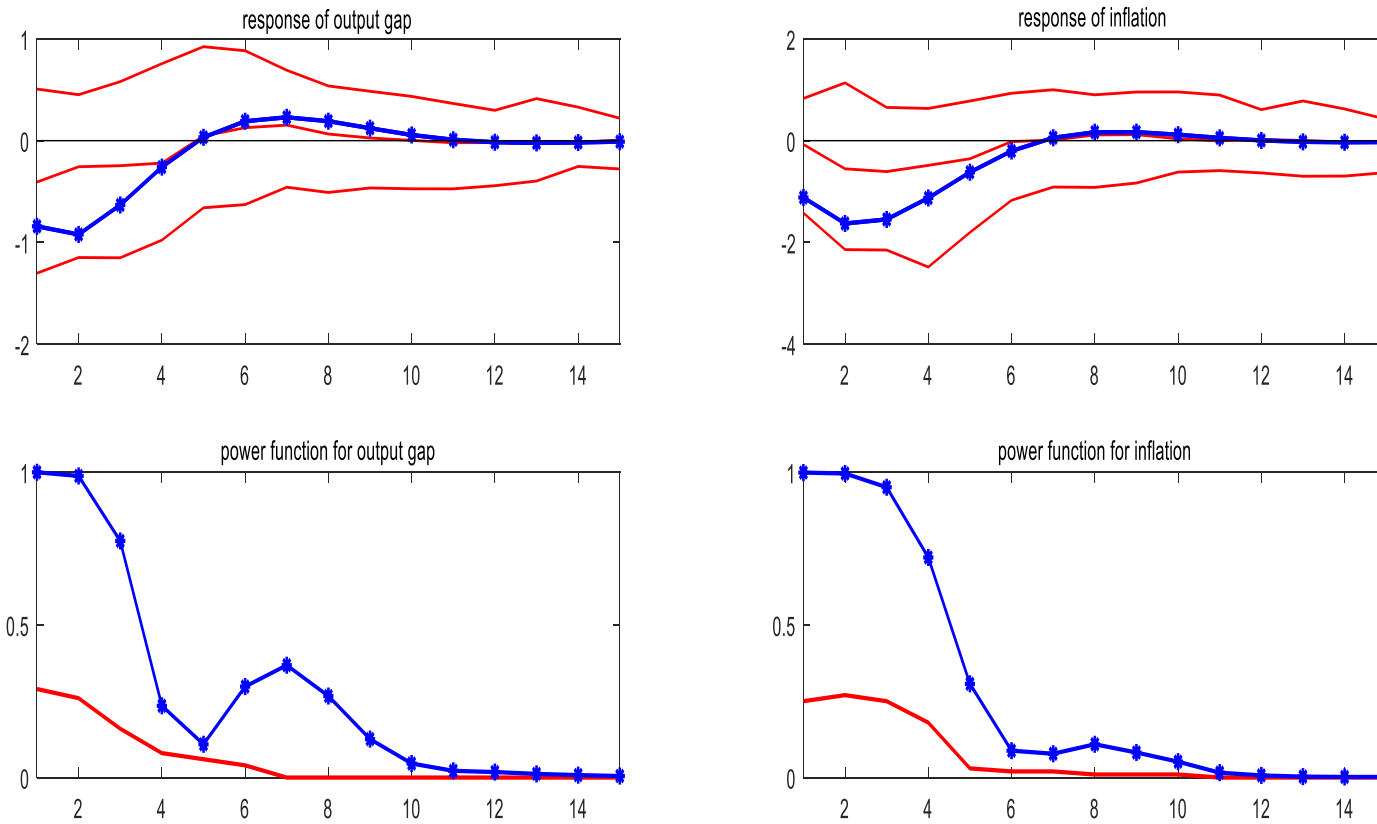 response of output gap
response of inflation
1
0
-1
-2
2 4 6 8 10 12 14
2
0
-2
-4
2 4 6 8 10 12 14
power function for output gap
power function for inflation
1
0.5
0
2 4 6 8 10 12 14
1
0.5
0
2 4 6 8 10 12 14